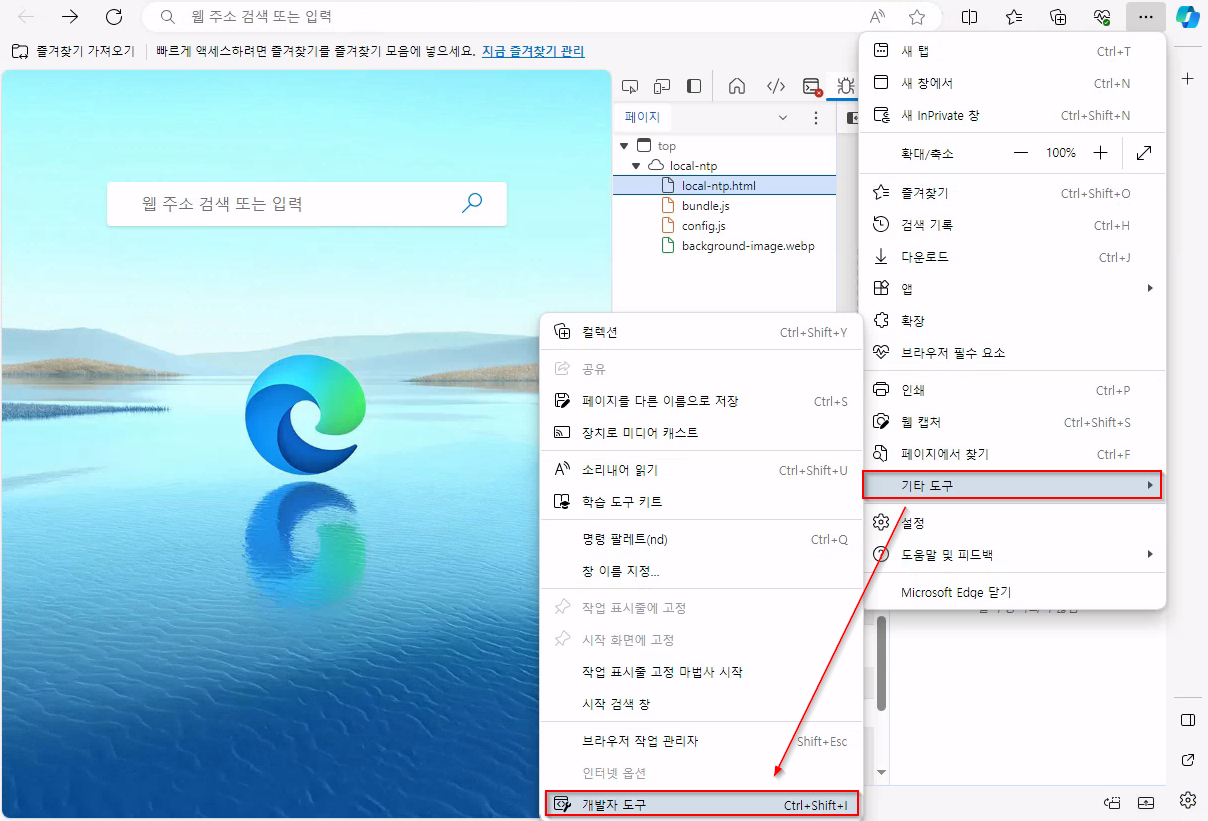 웹 주소 검색 또는 입력
즐겨찾기 가져오기
빠르게 액세스하려면 즐겨찾기를 즐겨찾기 모음에 넣으세요. 지금 즐겨찾기 관리
웹 주소 검색 또는 입력
페이지
top
local-ntp
local-ntp.html
bundle.js
config.js
background-image.webp
새 탭 Ctrl+T
새 창에서 Ctrl+N
새 InPrivate 창 Ctrl+Shift+N
확대/축소 100%
즐겨찾기 Ctrl+Shift+O
검색 기록 Ctrl+H
다운로드 Ctrl+J
앱
확장
브라우저 필수 요소
인쇄 Ctrl+P
웹 캡처 Ctrl+Shift+S
페이지에서 찾기 Ctrl+F
기타 도구
설정
도움말 및 피드백
Microsoft Edge 닫기
컬렉션 Ctrl+Shift+Y
공유
페이지를 다른 이름으로 저장 Ctrl+S
장치로 미디어 캐스트
소리내어 읽기 Ctrl+Shift+U
학습 도구 키트
명령 팔레트(nd) Ctrl+Q
창 이름 지정...
작업 표시줄에 고정
시작 화면에 고정
작업 표시줄 고정 마법사 시작
시작 검색 창
브라우저 작업 관리자 Shift+Esc
인터넷 옵션
개발자 도구 Ctrl+Shift+I